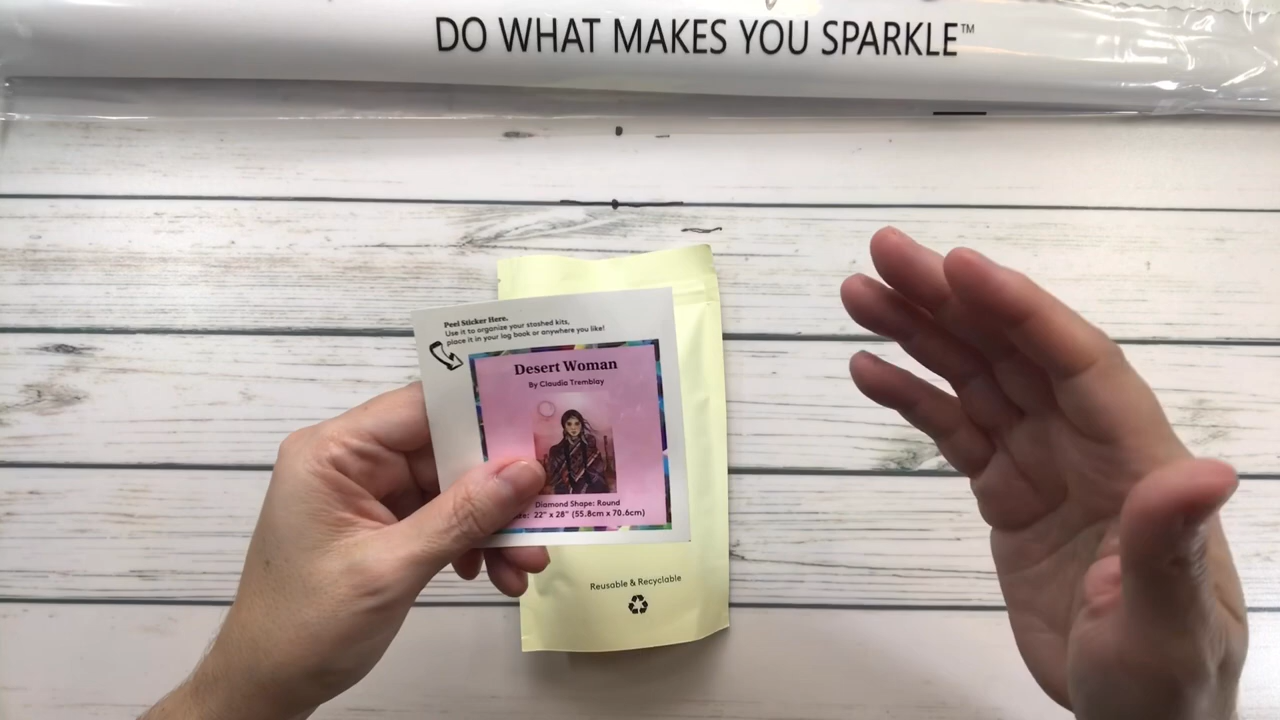 DO WHAT MAKES YOU SPARKLE™
Peel Sticker Here.
Use it to organize your stashed kits,
place it in your log book or anywhere you like!
Desert Woman
By Claudia Tremblay
Diamond Shape: Round
22" x 28" (55.8cm x 70.6cm)
Reusable & Recyclable